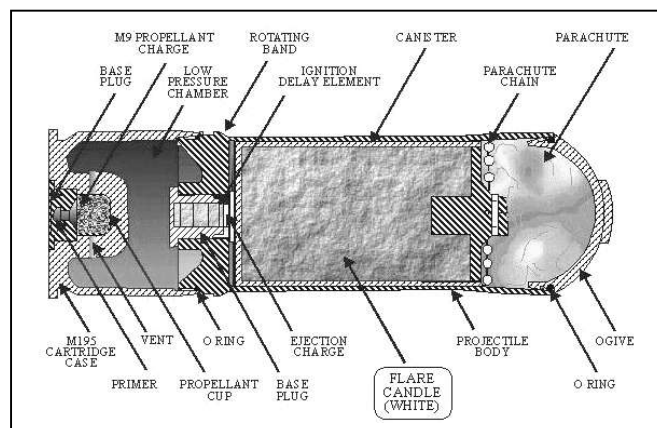 M9 PROPELLANT
CHARGE
BASE
PLUG
LOW
PRESSURE
CHAMBER
ROTATING
BAND
IGNITION
DELAY ELEMENT
CANISTER
PARACHUTE
CHAIN
PARACHUTE
M195
CARTRIDGE
CASE
PRIMER
VENT
PROPELLANT
CUP
O RING
BASE
PLUG
EJECTION
CHARGE
FLARE
CANDLE
(WHITE)
PROJECTILE
BODY
O RING
OGIVE